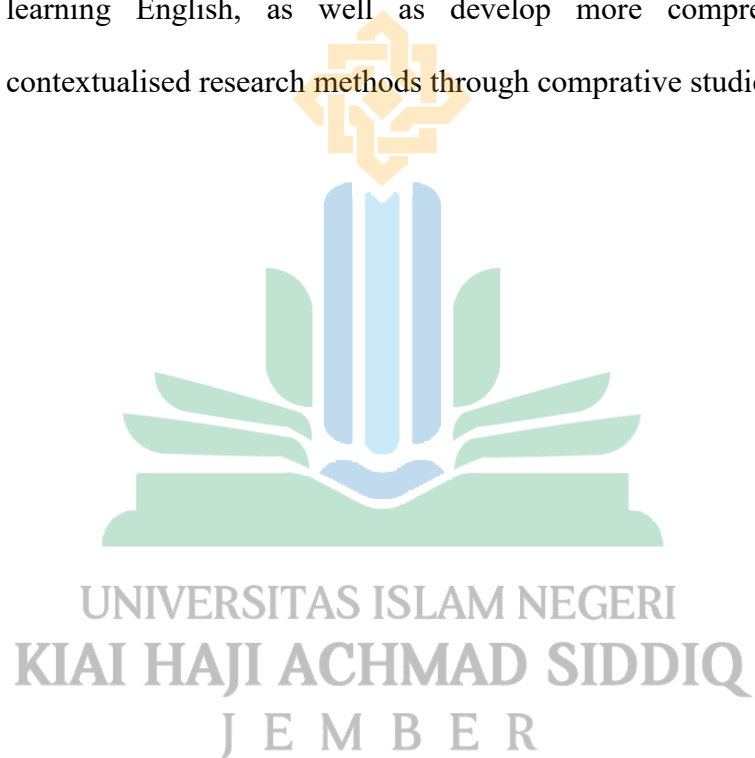 learning English, as well as develop more compre
contextualised research methods through comprative studi
UNIVERSITAS ISLAM NEGERI
KIAI HAJI ACHMAD SIDDIQ
JEMBER